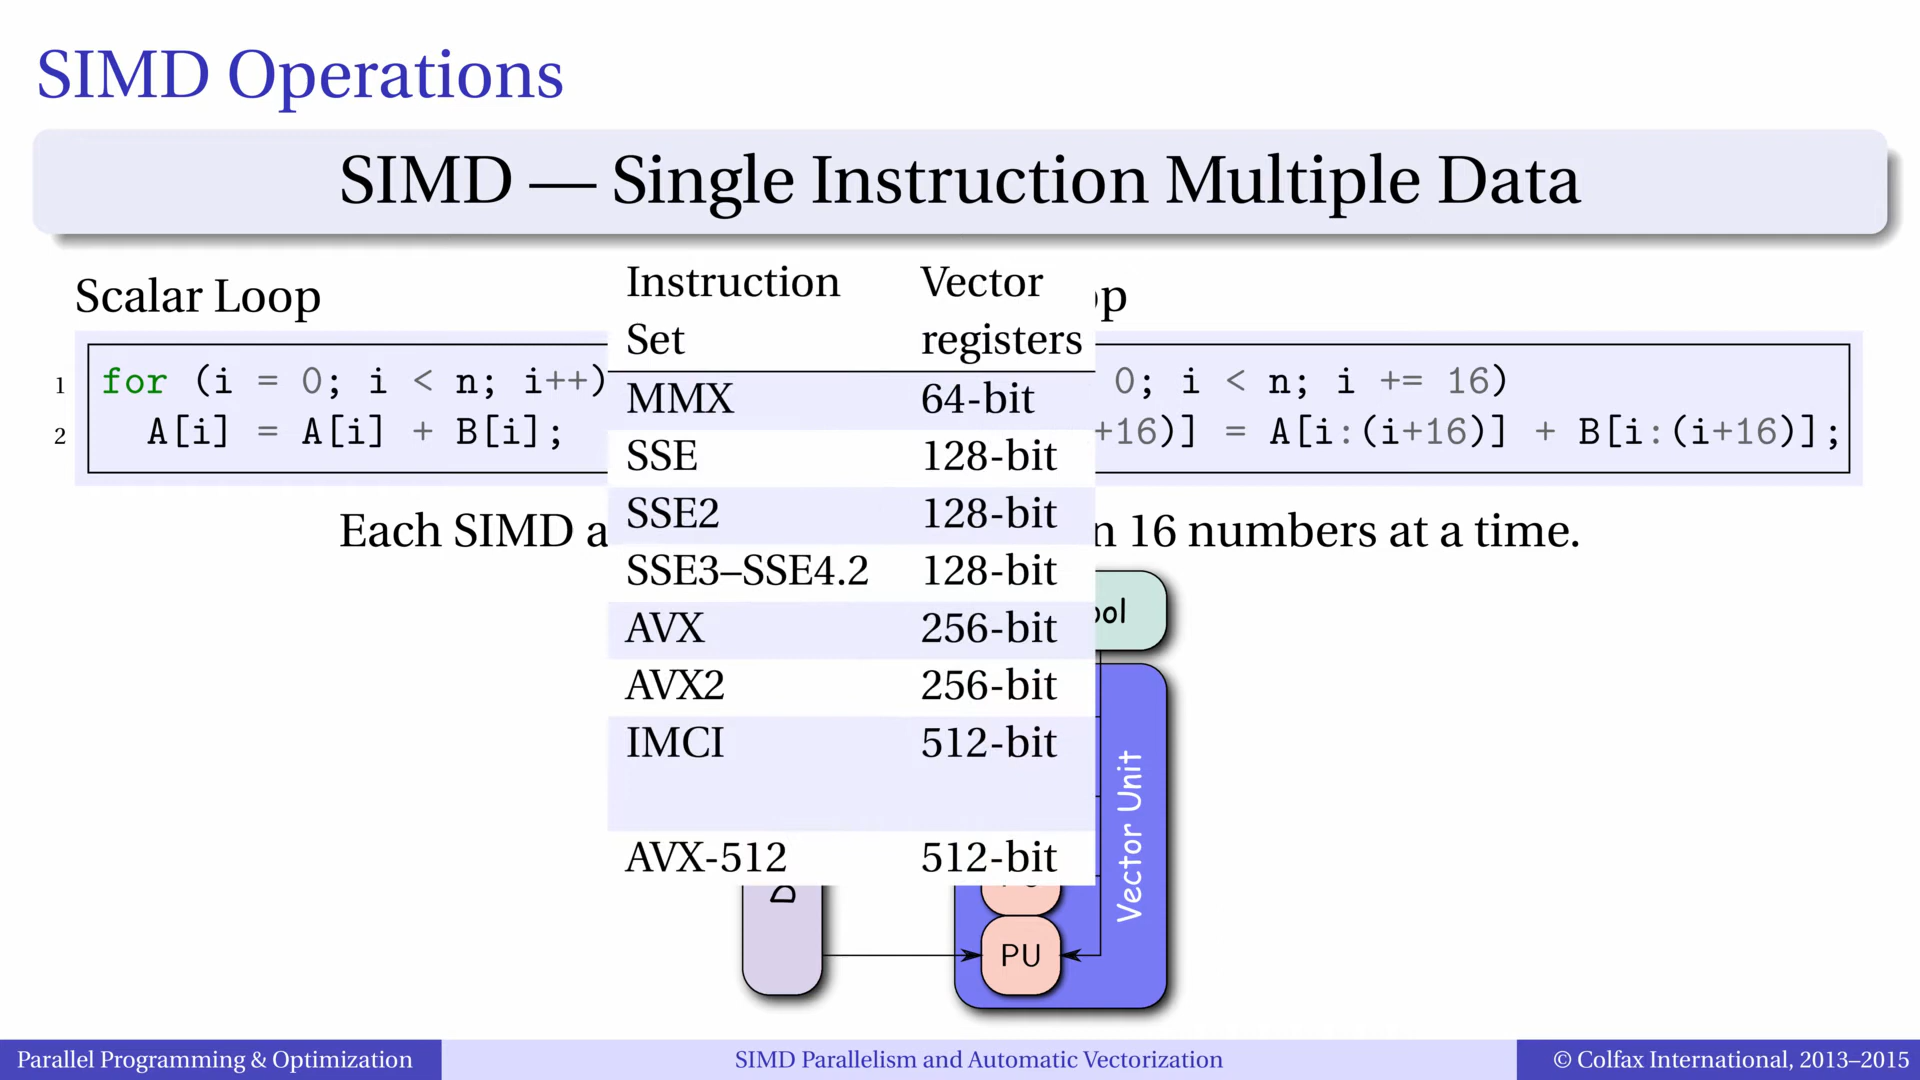 SIMD Operations
SIMD — Single Instruction Multiple Data
Scalar Loop
1 for (i = 0; i < n; i++)
2 A[i] = A[i] + B[i];
0; i < n; i += 16)
+16)] = A[i:(i+16)] + B[i:(i+16)];
Each SIMD a
n 16 numbers at a time.
Instruction Set Vector registers
MMX 64-bit
SSE 128-bit
SSE2 128-bit
SSE3–SSE4.2 128-bit
AVX 256-bit
AVX2 256-bit
IMCI 512-bit
AVX-512 512-bit
Vector Unit
PU
Parallel Programming & Optimization SIMD Parallelism and Automatic Vectorization © Colfax International, 2013–2015